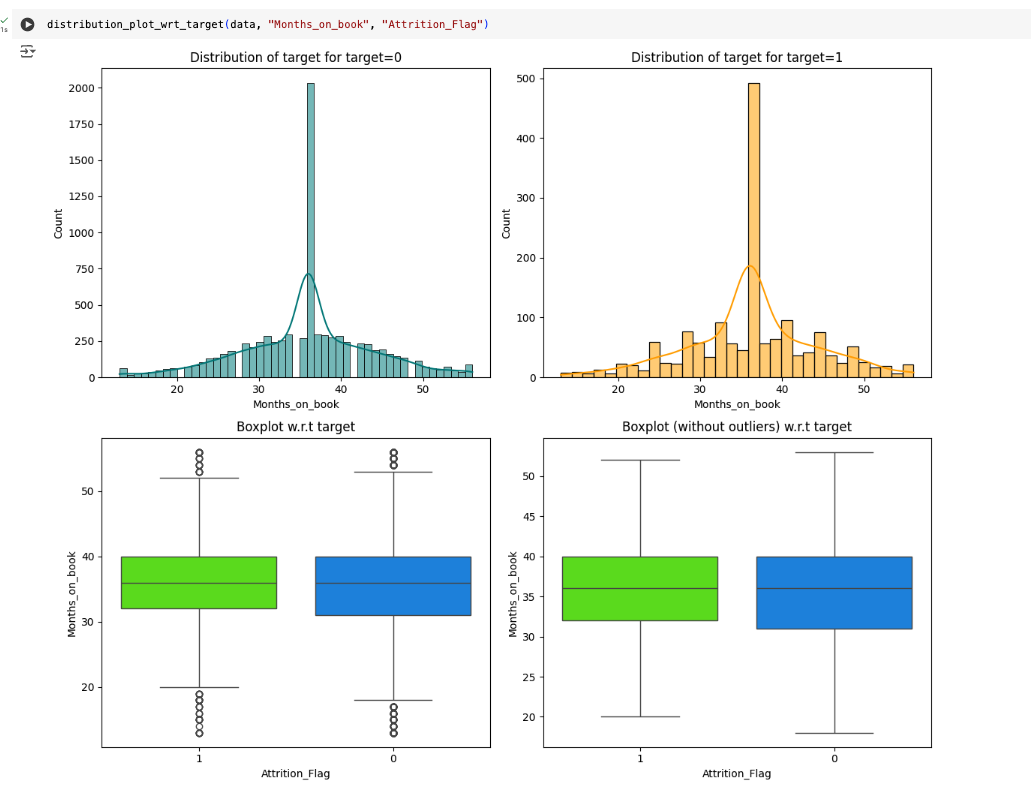 distribution_plot_wrt_target(data, "Months_on_book", "Attrition_Flag")
1s
Distribution of target for target=0
2000
1750
1500
1250
1000
750
500
250
0
Count
20 30 40 50
Months_on_book
Distribution of target for target=1
500
400
300
200
100
0
Count
20 30 40 50
Months_on_book
Boxplot w.r.t target
50
40
30
20
Months_on_book
1 0
Attrition_Flag
Boxplot (without outliers) w.r.t target
50
45
40
35
30
25
20
Months_on_book
1 0
Attrition_Flag